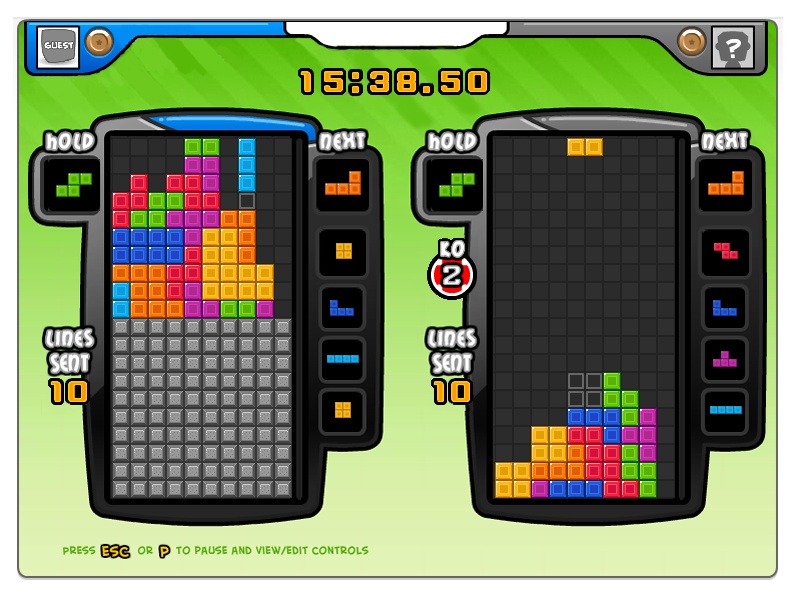 GUEST
?
15:38.50
HOLD
NEXT
HOLD
NEXT
KO
2
LINES
SENT
10
LINES
SENT
10
PRESS ESC OR P TO PAUSE AND VIEW/EDIT CONTROLS